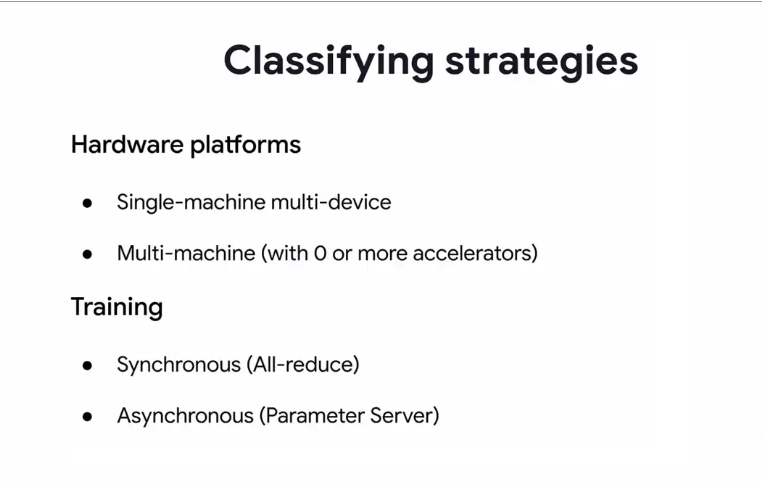 Classifying strategies
Hardware platforms
● Single-machine multi-device
● Multi-machine (with 0 or more accelerators)
Training
● Synchronous (All-reduce)
● Asynchronous (Parameter Server)